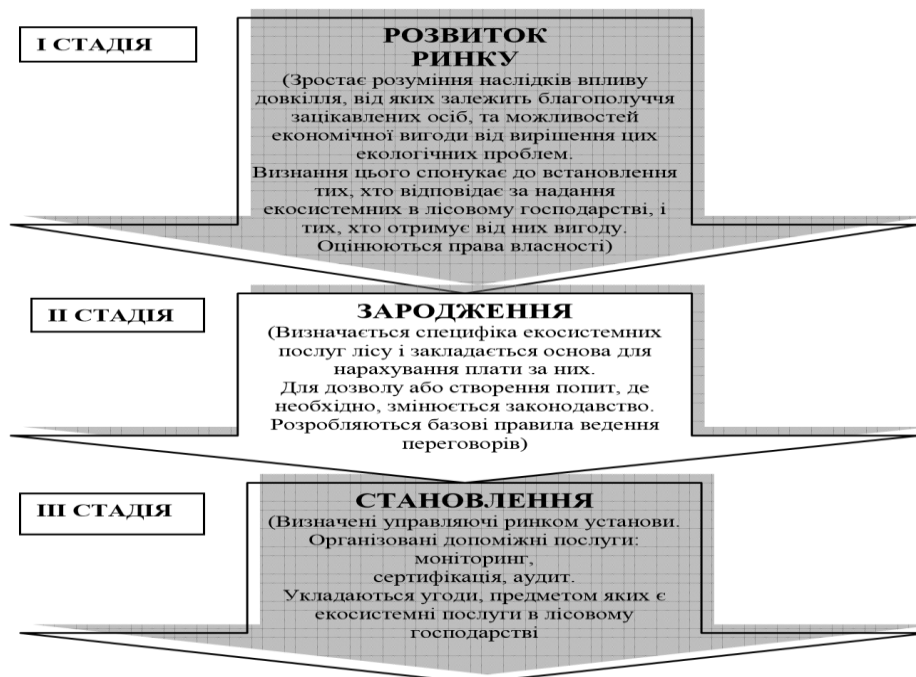 І СТАДІЯ
РОЗВИТОК
РИНКУ
(Зростає розуміння наслідків впливу
довкілля, від яких залежить благополуччя
зацікавлених осіб, та можливостей
економічної вигоди від вирішення цих
екологічних проблем.
Визнання цього спонукає до встановлення
тих, хто відповідає за надання
екосистемних в лісовому господарстві, і
тих, хто отримує від них вигоду.
Оцінюються права власності)
ІІ СТАДІЯ
ЗАРОДЖЕННЯ
(Визначається специфіка екосистемних
послуг лісу і закладається основа для
нарахування плати за них.
Для дозволу або створення попит, де
необхідно, змінюється законодавство.
Розробляються базові правила ведення
переговорів)
ІІІ СТАДІЯ
СТАНОВЛЕННЯ
(Визначені управляючі ринком установи.
Організовані допоміжні послуги:
моніторинг,
сертифікація, аудит.
Укладаються угоди, предметом яких є
екосистемні послуги в лісовому
господарстві